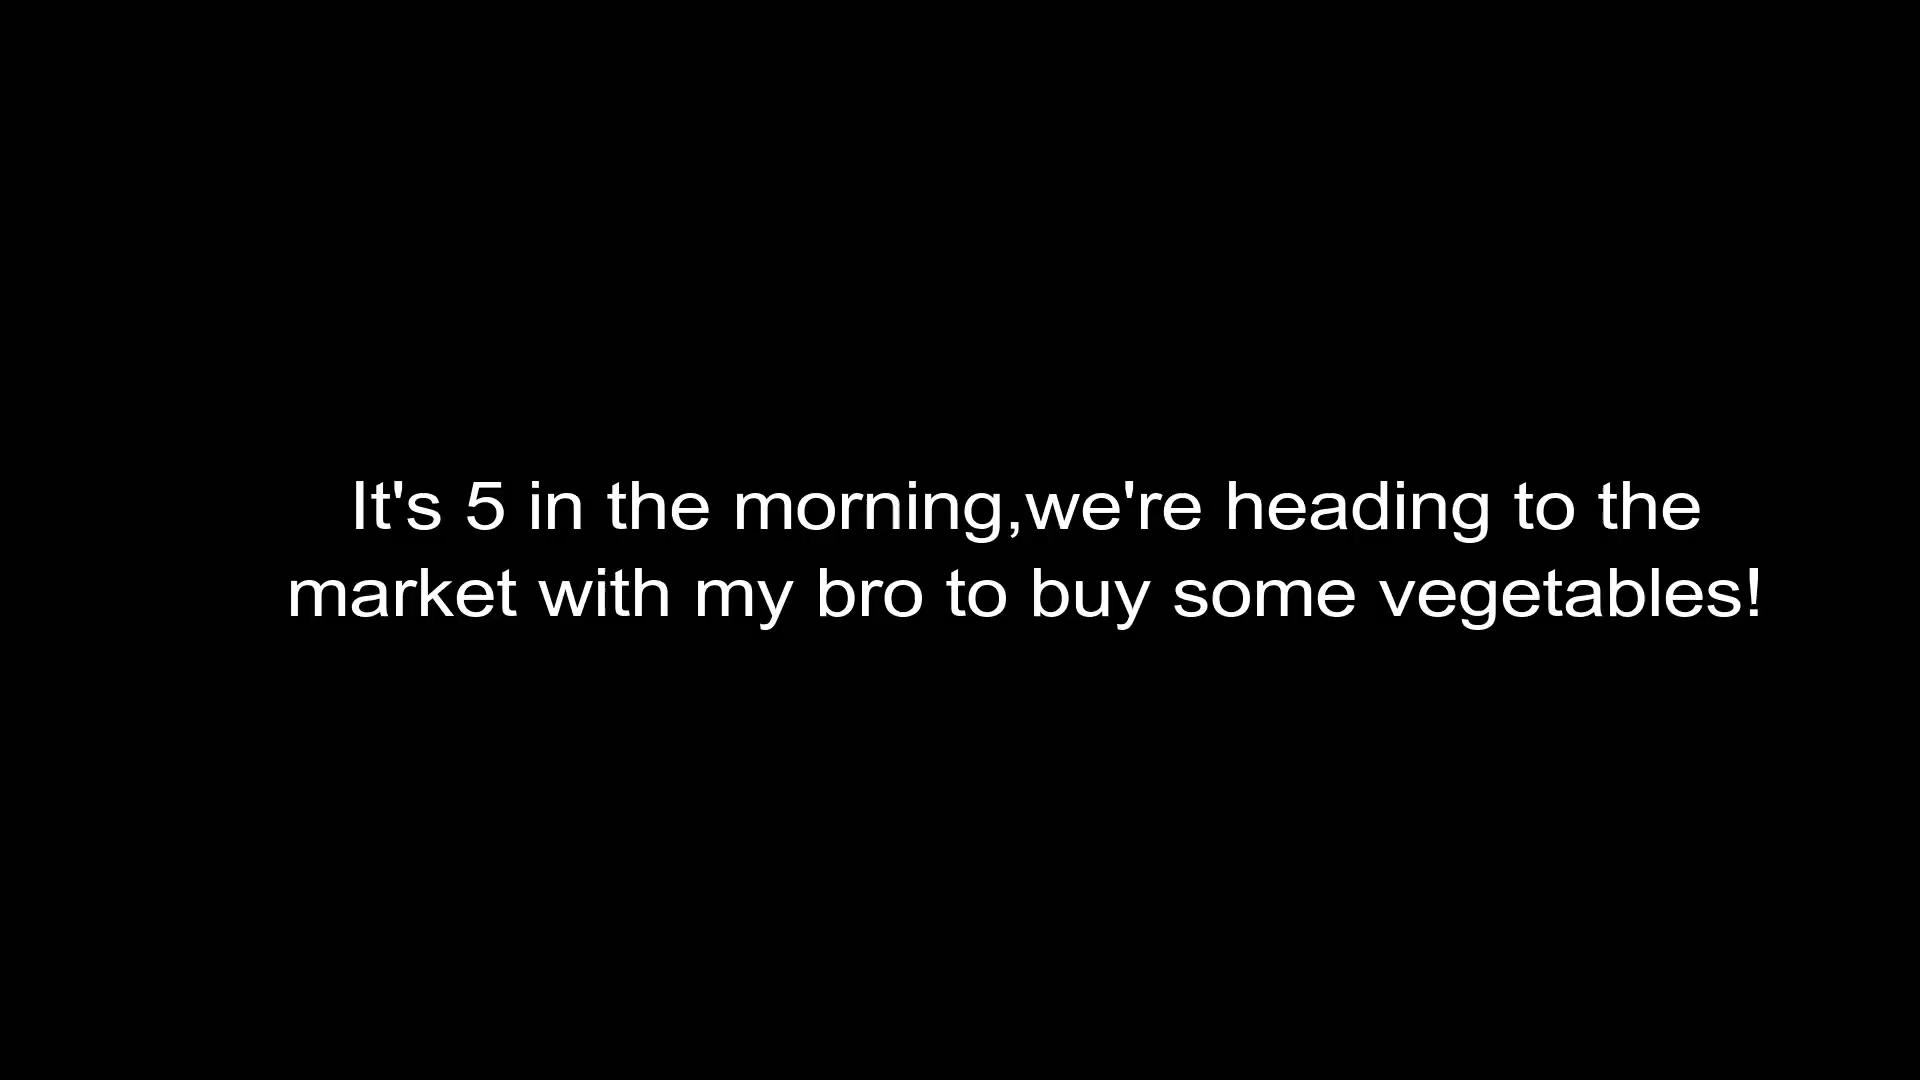 It's 5 in the morning,we're heading to the
market with my bro to buy some vegetables!